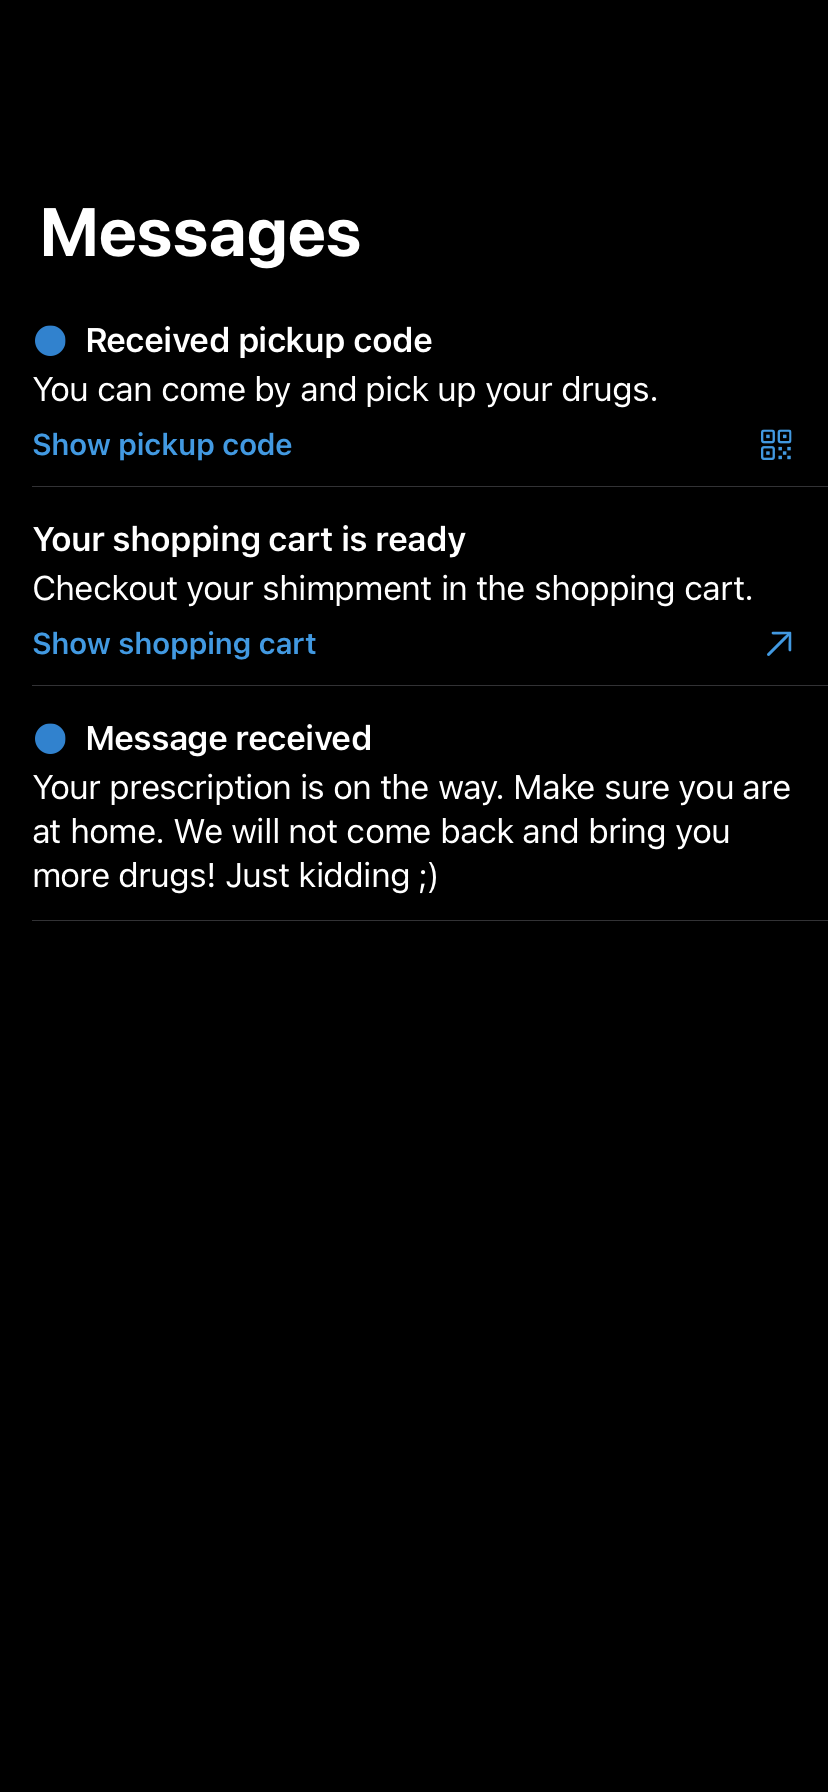 Messages
Received pickup code
You can come by and pick up your drugs.
Show pickup code
Your shopping cart is ready
Checkout your shimpment in the shopping cart.
Show shopping cart
Message received
Your prescription is on the way. Make sure you are
at home. We will not come back and bring you
more drugs! Just kidding ;)